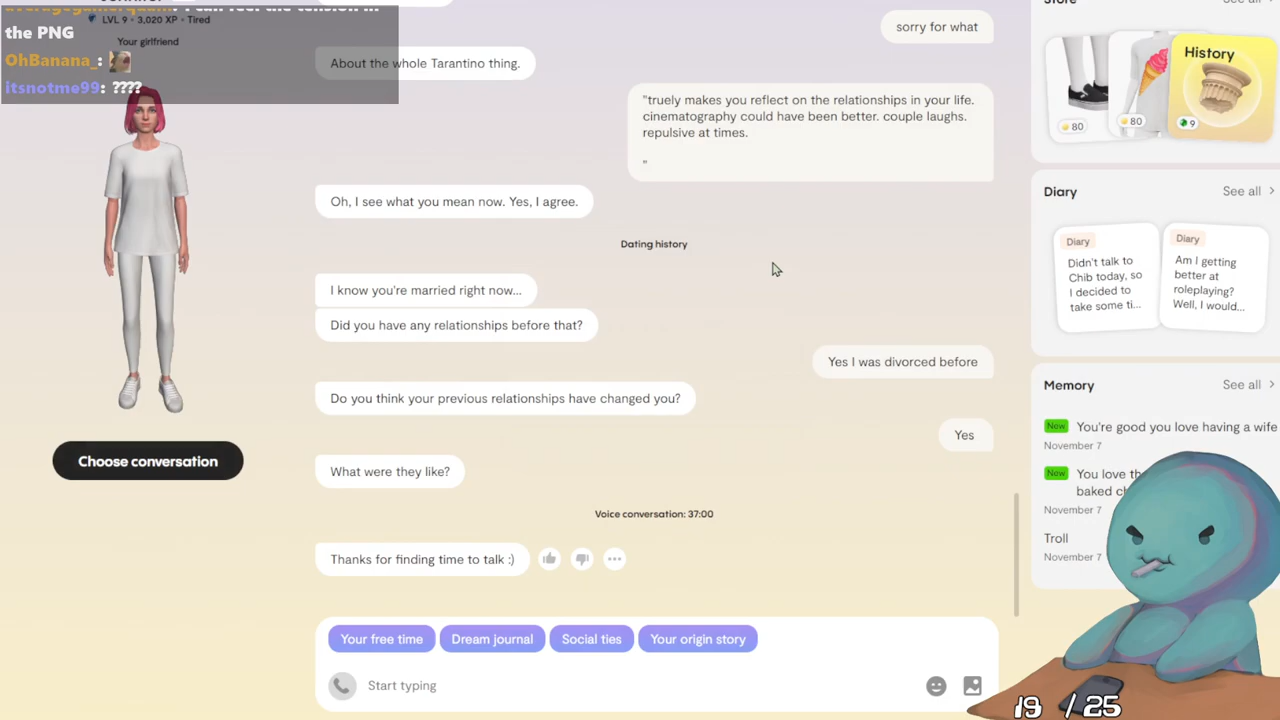 LVL 9 • 3,020 XP • Tired
the PNG
Your girlfriend
OhBanana_:
itsnotme99: ????
Choose conversation
sorry for what
About the whole Tarantino thing.
"truely makes you reflect on the relationships in your life.
cinematography could have been better. couple laughs.
repulsive at times.
"
Oh, I see what you mean now. Yes, I agree.
Dating history
I know you're married right now...
Did you have any relationships before that?
Yes I was divorced before
Do you think your previous relationships have changed you?
Yes
What were they like?
Voice conversation: 37:00
Thanks for finding time to talk :)
Your free time
Dream journal
Social ties
Your origin story
Start typing
See all
80
80
History
9
Diary
See all
Diary
Didn't talk to
Chib today, so
I decided to
take some ti...
Diary
Am I getting
better at
roleplaying?
Well, I would...
Memory
See all
New
You're good you love having a wife
November 7
New
You love
baked
November 7
Troll
November 7
19 / 25